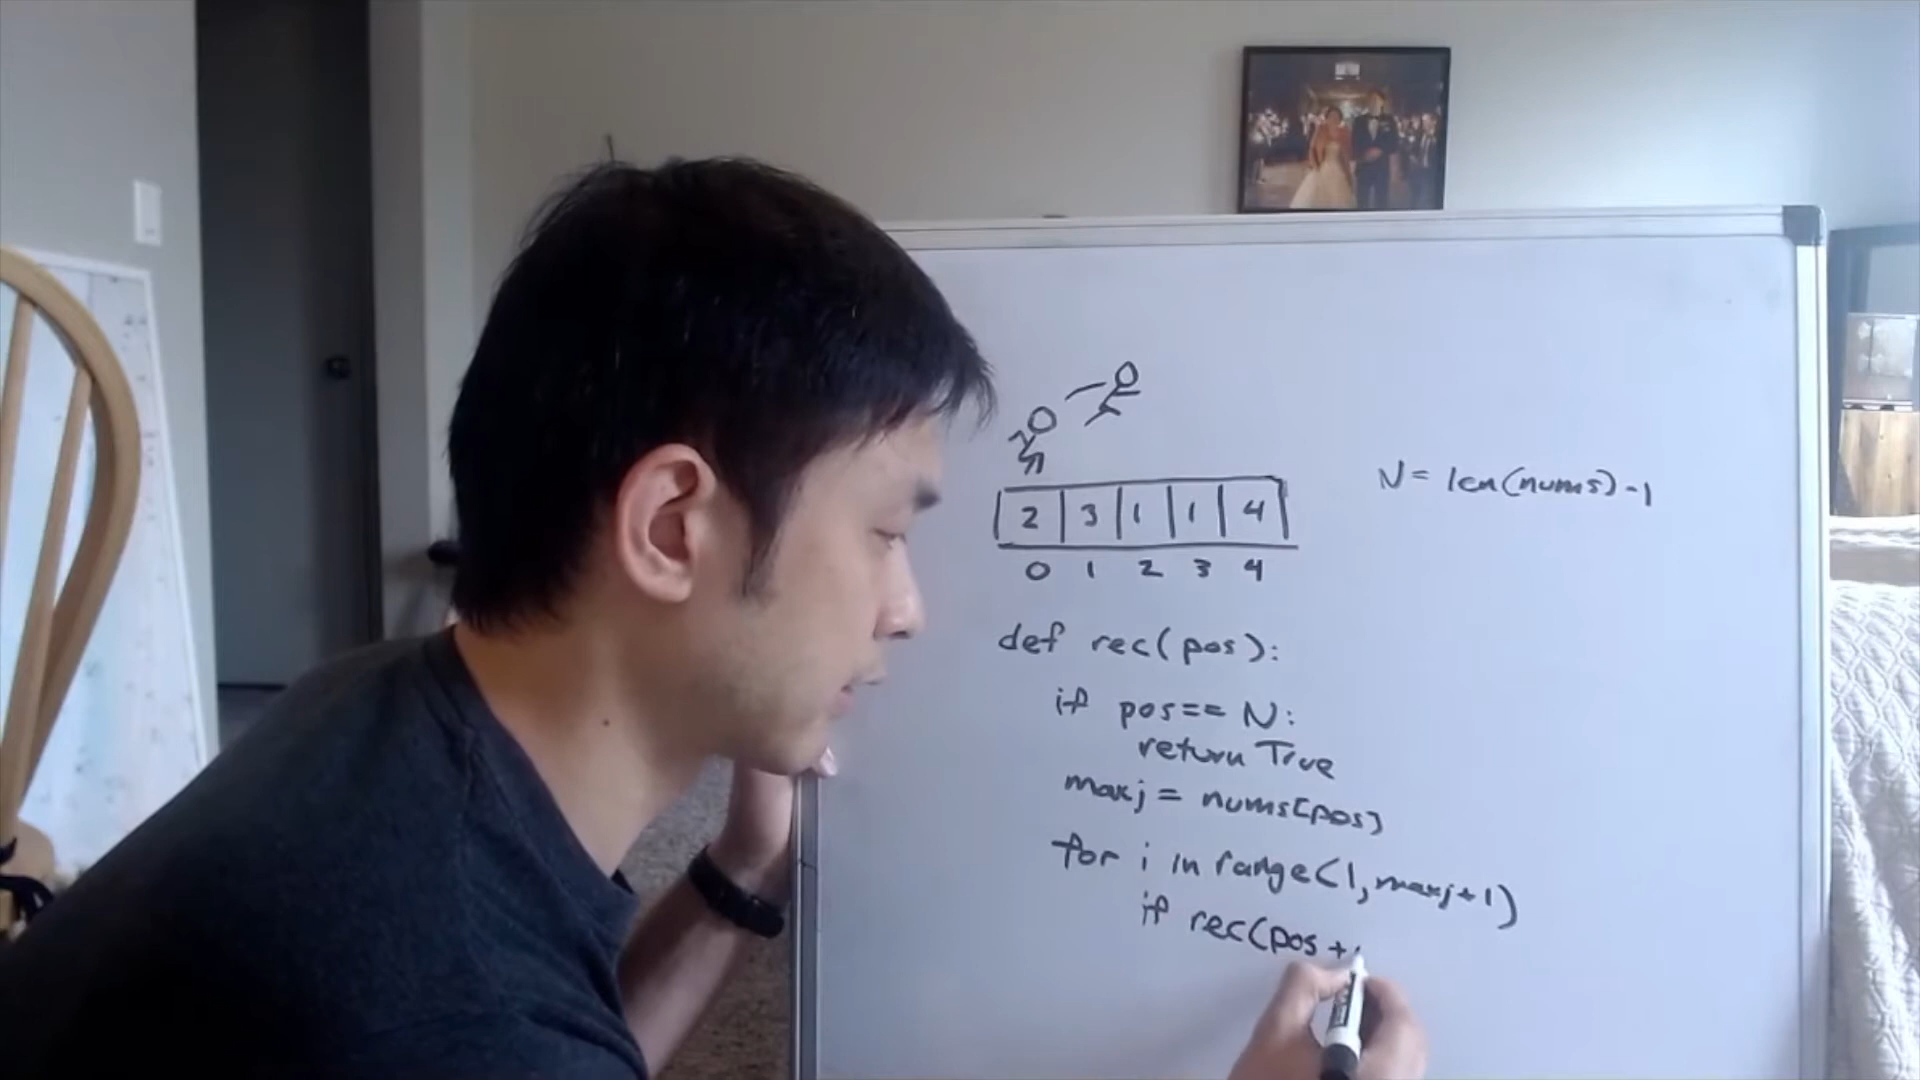 N = len(nums)-1
2 3 1 1 4
0 1 2 3 4
def rec(pos):
if pos== N:
return True
maxj = nums[pos]
for i in range(1, maxj+1)
if rec(pos +